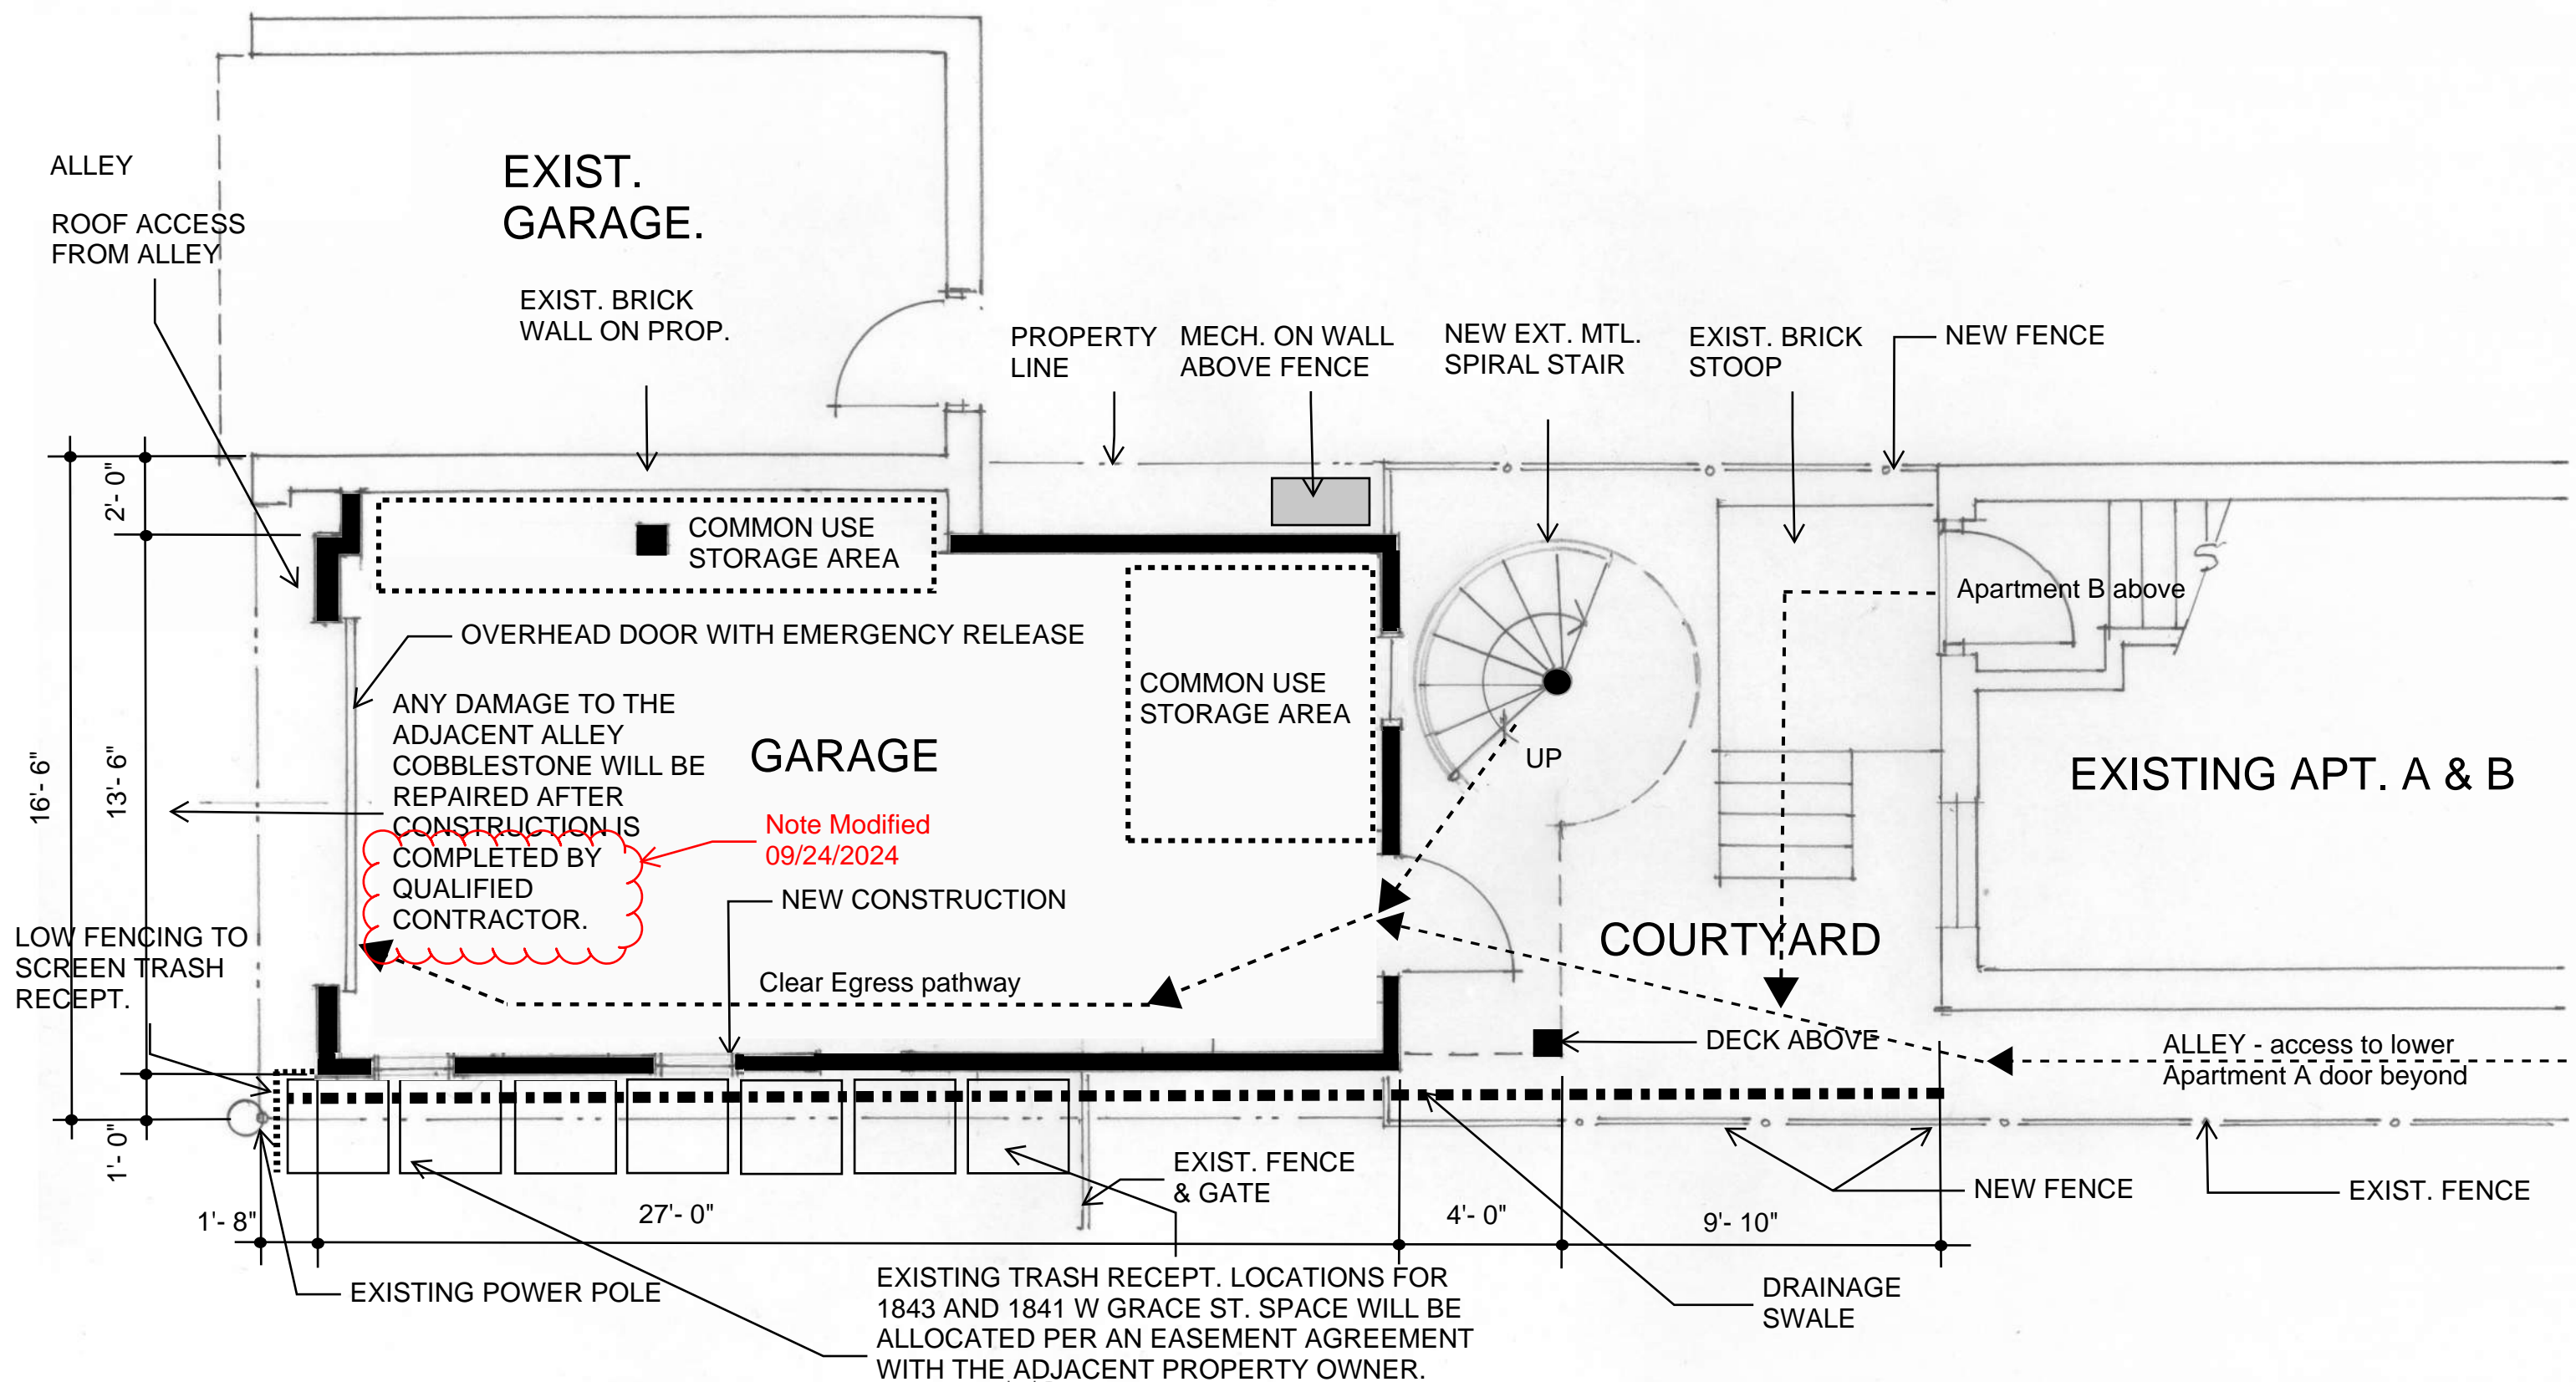 ALLEY
ROOF ACCESS
FROM ALLEY
EXIST.
GARAGE.
EXIST. BRICK
WALL ON PROP.
PROPERTY
LINE
MECH. ON WALL
ABOVE FENCE
NEW EXT. MTL.
SPIRAL STAIR
EXIST. BRICK
STOOP
NEW FENCE
2'- 0"
13'- 6"
16'- 6"
1'- 0"
COMMON USE
STORAGE AREA
OVERHEAD DOOR WITH EMERGENCY RELEASE
ANY DAMAGE TO THE
ADJACENT ALLEY
COBBLESTONE WILL BE
REPAIRED AFTER
CONSTRUCTION IS
COMPLETED BY
QUALIFIED
CONTRACTOR.
GARAGE
Note Modified
09/24/2024
NEW CONSTRUCTION
Clear Egress pathway
COMMON USE
STORAGE AREA
UP
Apartment B above
S
EXISTING APT. A & B
COURTYARD
DECK ABOVE
ALLEY - access to lower
Apartment A door beyond
LOW FENCING TO
SCREEN TRASH
RECEPT.
EXIST. FENCE
& GATE
NEW FENCE
EXIST. FENCE
1'- 8"
27'- 0"
4'- 0"
9'- 10"
EXISTING POWER POLE
EXISTING TRASH RECEPT. LOCATIONS FOR
1843 AND 1841 W GRACE ST. SPACE WILL BE
ALLOCATED PER AN EASEMENT AGREEMENT
WITH THE ADJACENT PROPERTY OWNER.
DRAINAGE
SWALE